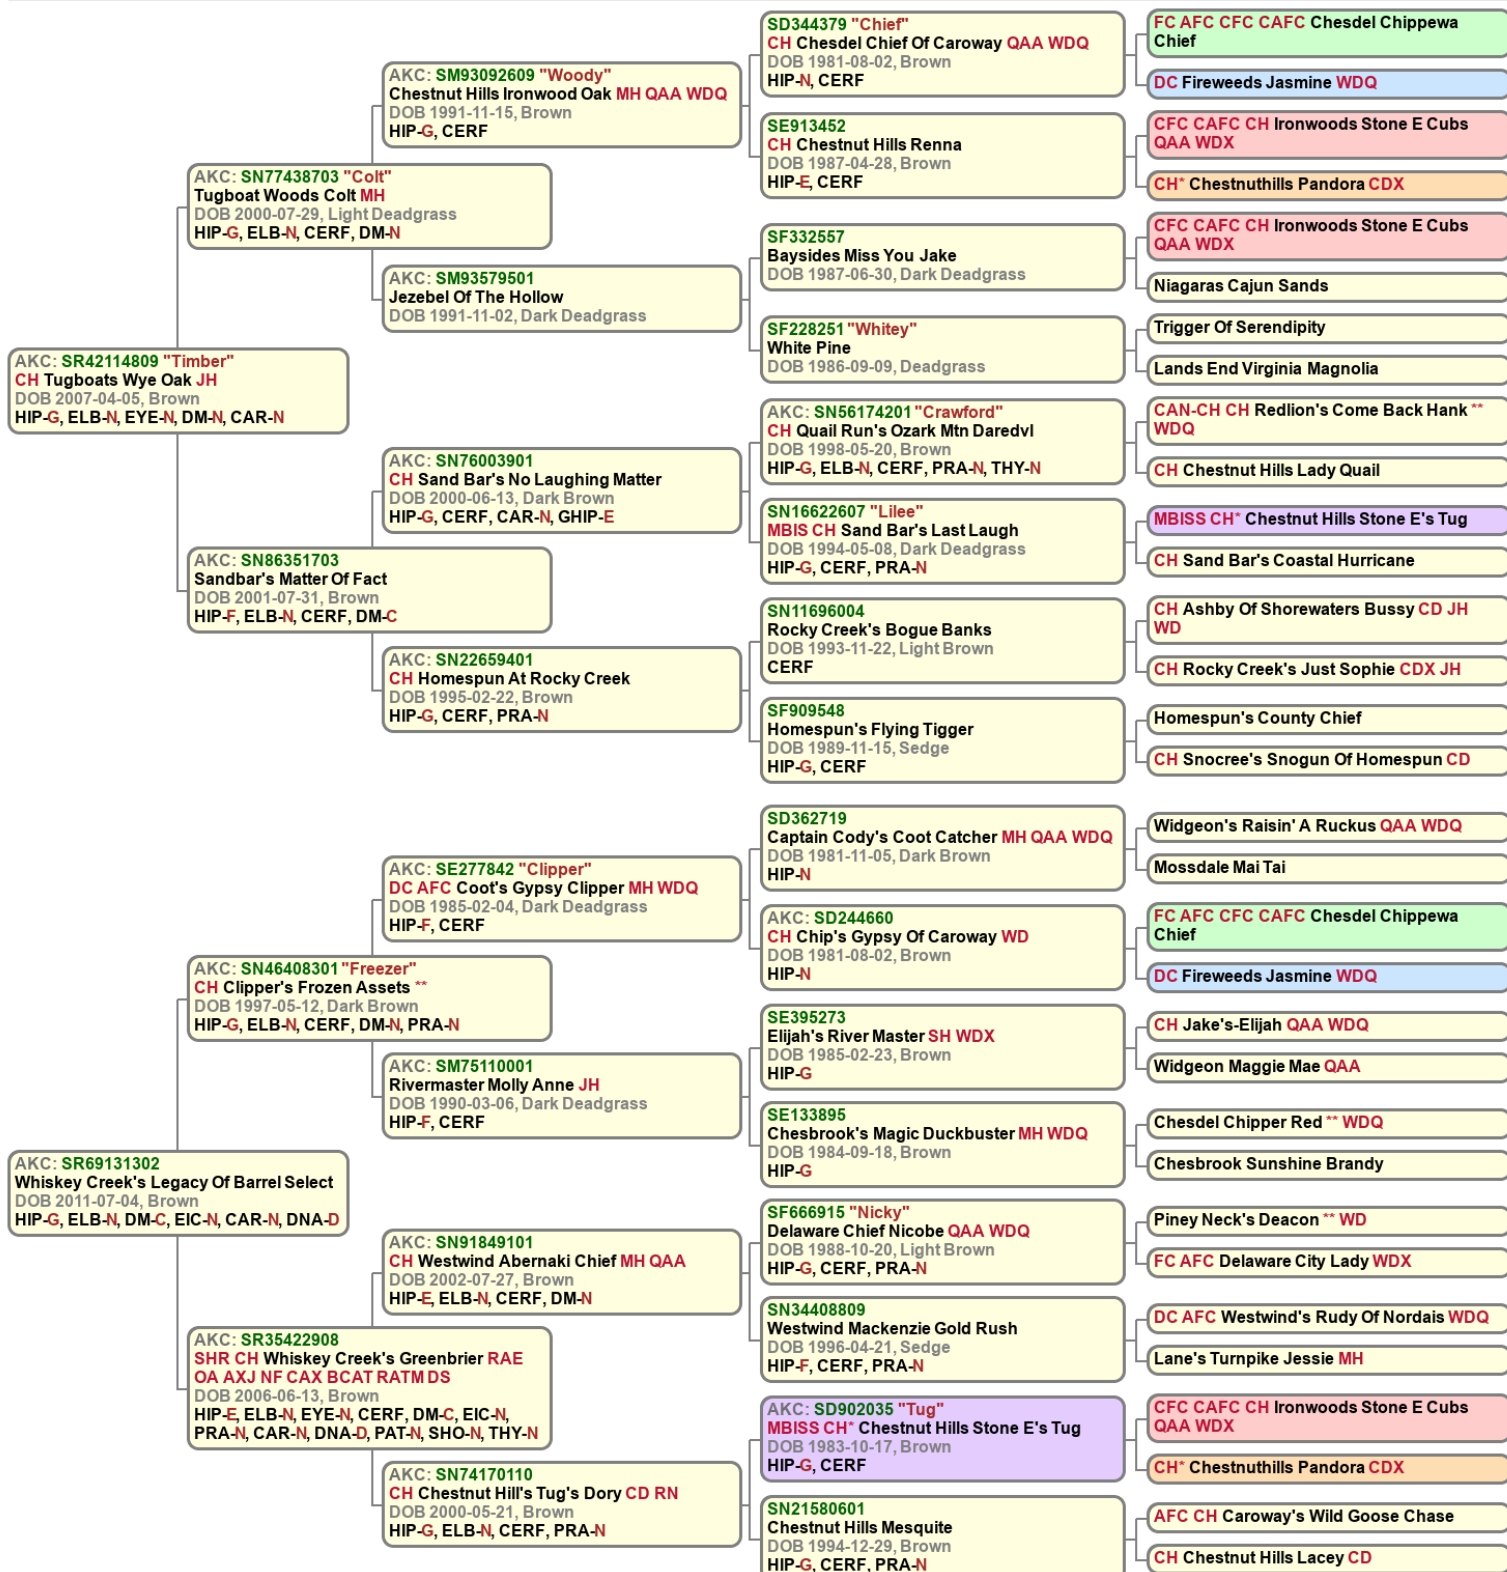 AKC: SR42114809 "Timber"
CH Tugboats Wye Oak JH
DOB 2007-04-05, Brown
HIP-G, ELB-N, EYE-N, DM-N, CAR-N
AKC: SR69131302
Whiskey Creek's Legacy Of Barrel Select
DOB 2011-07-04, Brown
HIP-G, ELB-N, DM-C, EIC-N, CAR-N, DNA-D
AKC: SN77438703 "Colt"
Tugboat Woods Colt MH
DOB 2000-07-29, Light Deadgrass
HIP-G, ELB-N, CERF, DM-N
AKC: SN86351703
Sandbar's Matter Of Fact
DOB 2001-07-31, Brown
HIP-F, ELB-N, CERF, DM-C
AKC: SN46408301 "Freezer"
CH Clipper's Frozen Assets **
DOB 1997-05-12, Dark Brown
HIP-G, ELB-N, CERF, DM-N, PRA-N
AKC: SR35422908
SHR CH Whiskey Creek's Greenbrier RAE
OA AXJ NF CAX BCAT RATM DS
DOB 2006-06-13, Brown
HIP-E, ELB-N, EYE-N, CERF, DM-C, EIC-N,
PRA-N, CAR-N, DNA-D, PAT-N, SHO-N, THY-N
AKC: SM93092609 "Woody"
Chestnut Hills Ironwood Oak MH QAA WDQ
DOB 1991-11-15, Brown
HIP-G, CERF
AKC: SM93579501
Jezebel Of The Hollow
DOB 1991-11-02, Dark Deadgrass
AKC: SN76003901
CH Sand Bar's No Laughing Matter
DOB 2000-06-13, Dark Brown
HIP-G, CERF, CAR-N, GHIP-E
AKC: SN22659401
CH Homespun At Rocky Creek
DOB 1995-02-22, Brown
HIP-G, CERF, PRA-N
AKC: SE277842 "Clipper"
DC AFC Coot's Gypsy Clipper MH WDQ
DOB 1985-02-04, Dark Deadgrass
HIP-F, CERF
AKC: SM75110001
Rivermaster Molly Anne JH
DOB 1990-03-06, Dark Deadgrass
HIP-F, CERF
AKC: SN91849101
CH Westwind Abernaki Chief MH QAA
DOB 2002-07-27, Brown
HIP-E, ELB-N, CERF, DM-N
AKC: SN74170110
CH Chestnut Hill's Tug's Dory CD RN
DOB 2000-05-21, Brown
HIP-G, ELB-N, CERF, PRA-N
SD344379 "Chief"
CH Chesdel Chief Of Caroway QAA WDQ
DOB 1981-08-02, Brown
HIP-N, CERF
SE913452
CH Chestnut Hills Renna
DOB 1987-04-28, Brown
HIP-E, CERF
SF332557
Baysides Miss You Jake
DOB 1987-06-30, Dark Deadgrass
SF228251 "Whitey"
White Pine
DOB 1986-09-09, Deadgrass
AKC: SN56174201 "Crawford"
CH Quail Run's Ozark Mtn Daredvl
DOB 1998-05-20, Brown
HIP-G, ELB-N, CERF, PRA-N, THY-N
SN16622607 "Lilee"
MBIS CH Sand Bar's Last Laugh
DOB 1994-05-08, Dark Deadgrass
HIP-G, CERF, PRA-N
SN11696004
Rocky Creek's Bogue Banks
DOB 1993-11-22, Light Brown
CERF
SF909548
Homespun's Flying Tigger
DOB 1989-11-15, Sedge
HIP-G, CERF
SD362719
Captain Cody's Coot Catcher MH QAA WDQ
DOB 1981-11-05, Dark Brown
HIP-N
AKC: SD244660
CH Chip's Gypsy Of Caroway WD
DOB 1981-08-02, Brown
HIP-N
SE395273
Elijah's River Master SH WDX
DOB 1985-02-23, Brown
HIP-G
SE133895
Chesbrook's Magic Duckbuster MH WDQ
DOB 1984-09-18, Brown
HIP-G
SF666915 "Nicky"
Delaware Chief Nicobe QAA WDQ
DOB 1988-10-20, Light Brown
HIP-G, CERF, PRA-N
SN34408809
Westwind Mackenzie Gold Rush
DOB 1996-04-21, Sedge
HIP-F, CERF, PRA-N
AKC: SD902035 "Tug"
MBISS CH* Chestnut Hills Stone E's Tug
DOB 1983-10-17, Brown
HIP-G, CERF
SN21580601
Chestnut Hills Mesquite
DOB 1994-12-29, Brown
HIP-G, CERF, PRA-N
FC AFC CFC CAFC Chesdel Chippewa
Chief
DC Fireweeds Jasmine WDQ
CFC CAFC CH Ironwoods Stone E Cubs
QAA WDX
CH* Chestnuthills Pandora CDX
CFC CAFC CH Ironwoods Stone E Cubs
QAA WDX
Niagaras Cajun Sands
Trigger Of Serendipity
Lands End Virginia Magnolia
CAN-CH CH Redlion's Come Back Hank **
WDQ
CH Chestnut Hills Lady Quail
MBISS CH* Chestnut Hills Stone E's Tug
CH Sand Bar's Coastal Hurricane
CH Ashby Of Shorewaters Bussy CD JH
WD
CH Rocky Creek's Just Sophie CDX JH
Homespun's County Chief
CH Snocree's Snogun Of Homespun CD
Widgeon's Raisin' A Ruckus QAA WDQ
Mossdale Mai Tai
FC AFC CFC CAFC Chesdel Chippewa
Chief
DC Fireweeds Jasmine WDQ
CH Jake's-Elijah QAA WDQ
Widgeon Maggie Mae QAA
Chesdel Chipper Red ** WDQ
Chesbrook Sunshine Brandy
Piney Neck's Deacon ** WD
FC AFC Delaware City Lady WDX
DC AFC Westwind's Rudy Of Nordais WDQ
Lane's Turnpike Jessie MH
CFC CAFC CH Ironwoods Stone E Cubs
QAA WDX
CH* Chestnuthills Pandora CDX
AFC CH Caroway's Wild Goose Chase
CH Chestnut Hills Lacey CD